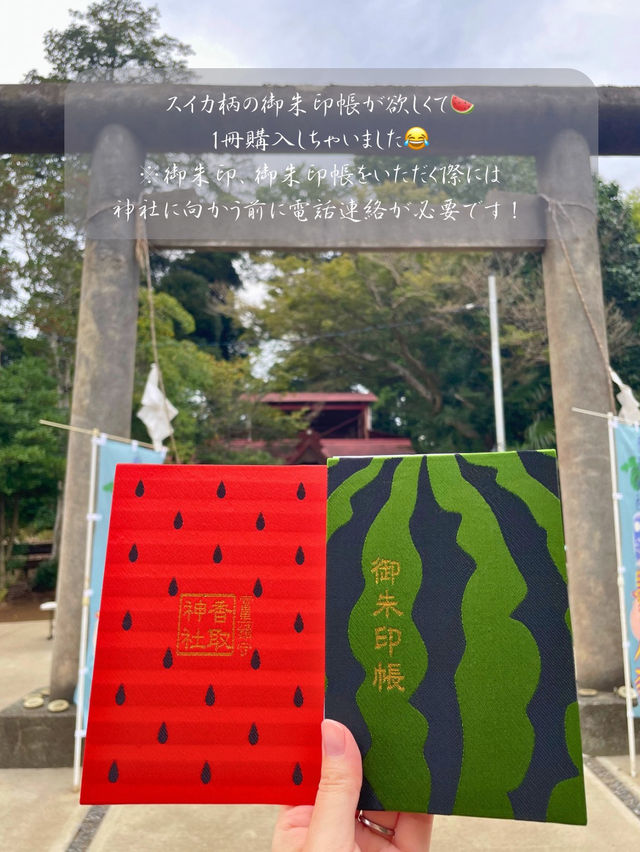 スイカ柄の御朱印帳が欲しくて🍉
1冊購入しちゃいました😂
※御朱印、御朱印帳をいただく際には
神社に向かう前に電話連絡が必要です！
香取
神社
御朱印帳